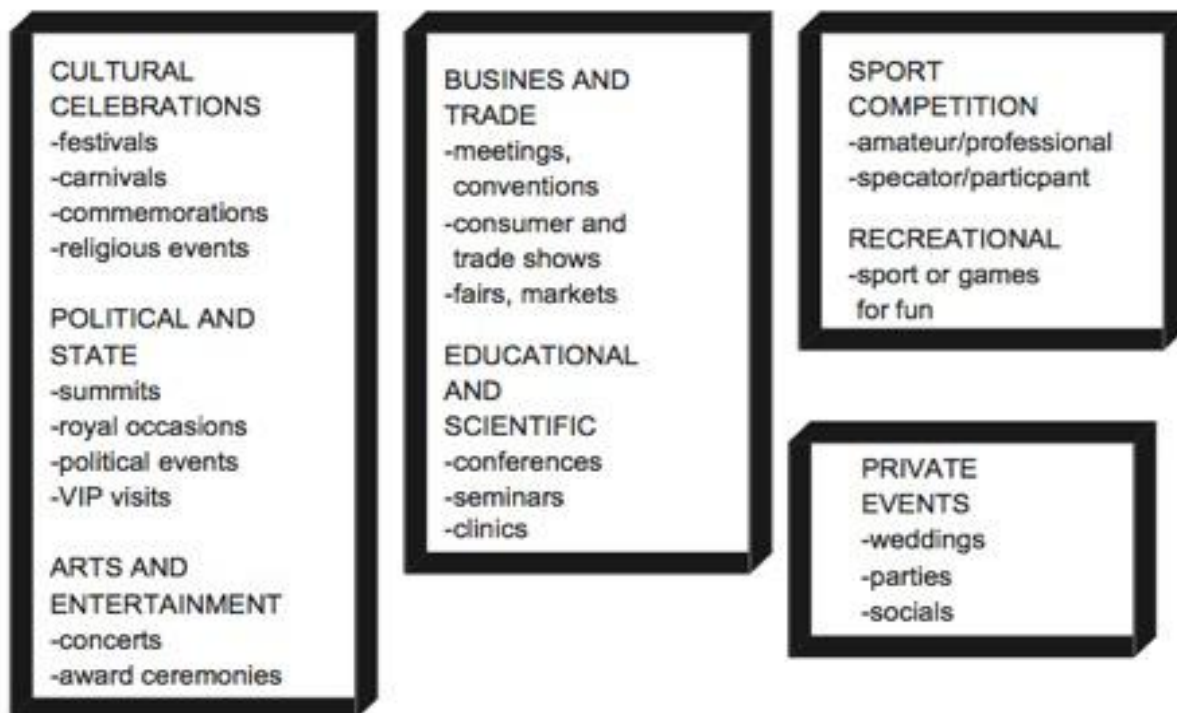 CULTURAL
CELEBRATIONS
-festivals
-carnivals
-commemorations
-religious events
POLITICAL AND
STATE
-summits
-royal occasions
-political events
-VIP visits
ARTS AND
ENTERTAINMENT
-concerts
-award ceremonies
BUSINES AND
TRADE
-meetings,
conventions
-consumer and
trade shows
-fairs, markets
EDUCATIONAL
AND
SCIENTIFIC
-conferences
-seminars
-clinics
SPORT
COMPETITION
-amateur/professional
-specator/particpant
RECREATIONAL
-sport or games
for fun
PRIVATE
EVENTS
-weddings
-parties
-socials